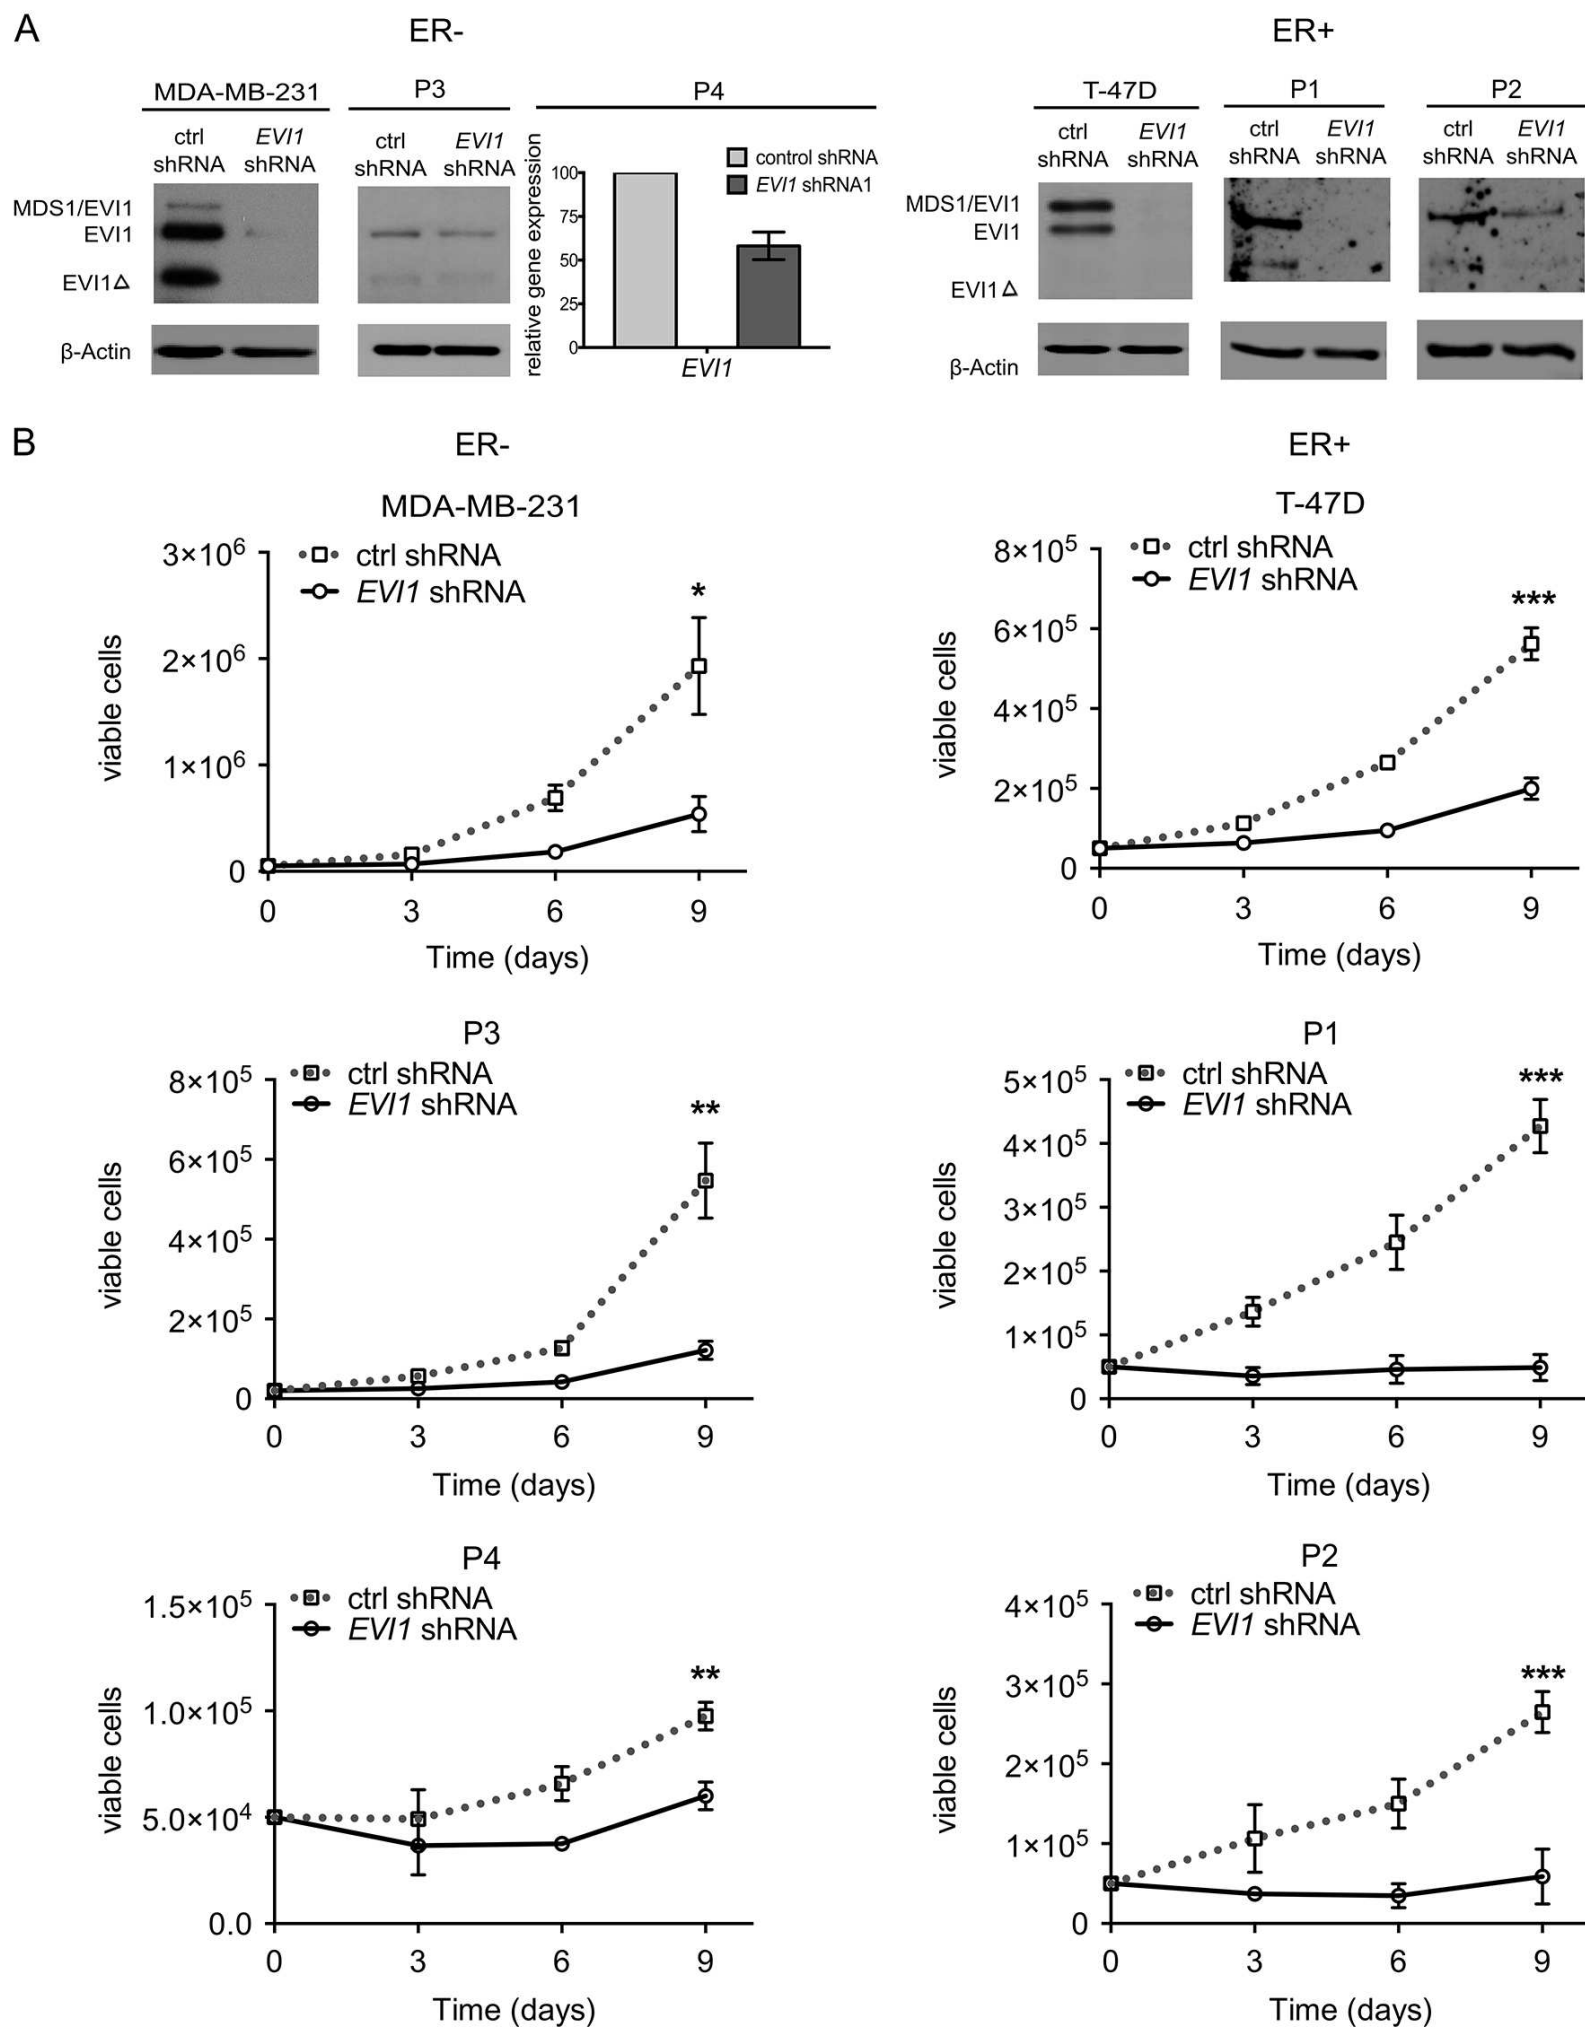 A
ER-
ER+
MDA-MB-231
P3
P4
T-47D
P1
P2
ctrl shRNA
EVI1 shRNA
ctrl shRNA
EVI1 shRNA
ctrl shRNA
EVI1 shRNA
ctrl shRNA
EVI1 shRNA
ctrl shRNA
EVI1 shRNA
MDS1/EVI1
EVI1
EVI1Δ
β-Actin
relative gene expression
100
75
50
25
0
control shRNA
EVI1 shRNA1
EVI1
MDS1/EVI1
EVI1
EVI1Δ
β-Actin
B
ER-
ER+
MDA-MB-231
ctrl shRNA
EVI1 shRNA
*
viable cells
3×10⁶
2×10⁶
1×10⁶
0
0 3 6 9
Time (days)
T-47D
ctrl shRNA
EVI1 shRNA
***
viable cells
8×10⁵
6×10⁵
4×10⁵
2×10⁵
0
0 3 6 9
Time (days)
P3
ctrl shRNA
EVI1 shRNA
**
viable cells
8×10⁵
6×10⁵
4×10⁵
2×10⁵
0
0 3 6 9
Time (days)
P1
ctrl shRNA
EVI1 shRNA
***
viable cells
5×10⁵
4×10⁵
3×10⁵
2×10⁵
1×10⁵
0
0 3 6 9
Time (days)
P4
ctrl shRNA
EVI1 shRNA
**
viable cells
1.5×10⁵
1.0×10⁵
5.0×10⁴
0.0
0 3 6 9
Time (days)
P2
ctrl shRNA
EVI1 shRNA
***
viable cells
4×10⁵
3×10⁵
2×10⁵
1×10⁵
0
0 3 6 9
Time (days)